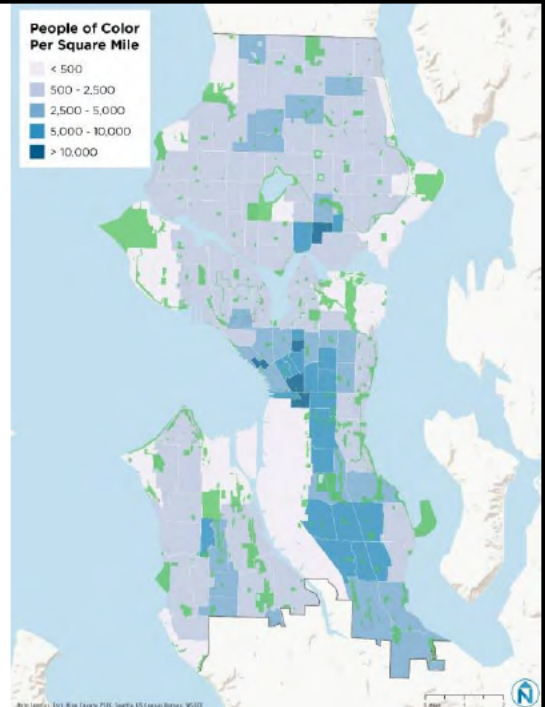 People of Color
Per Square Mile
< 500
500 - 2,500
2,500 - 5,000
5,000 - 10,000
> 10,000
N